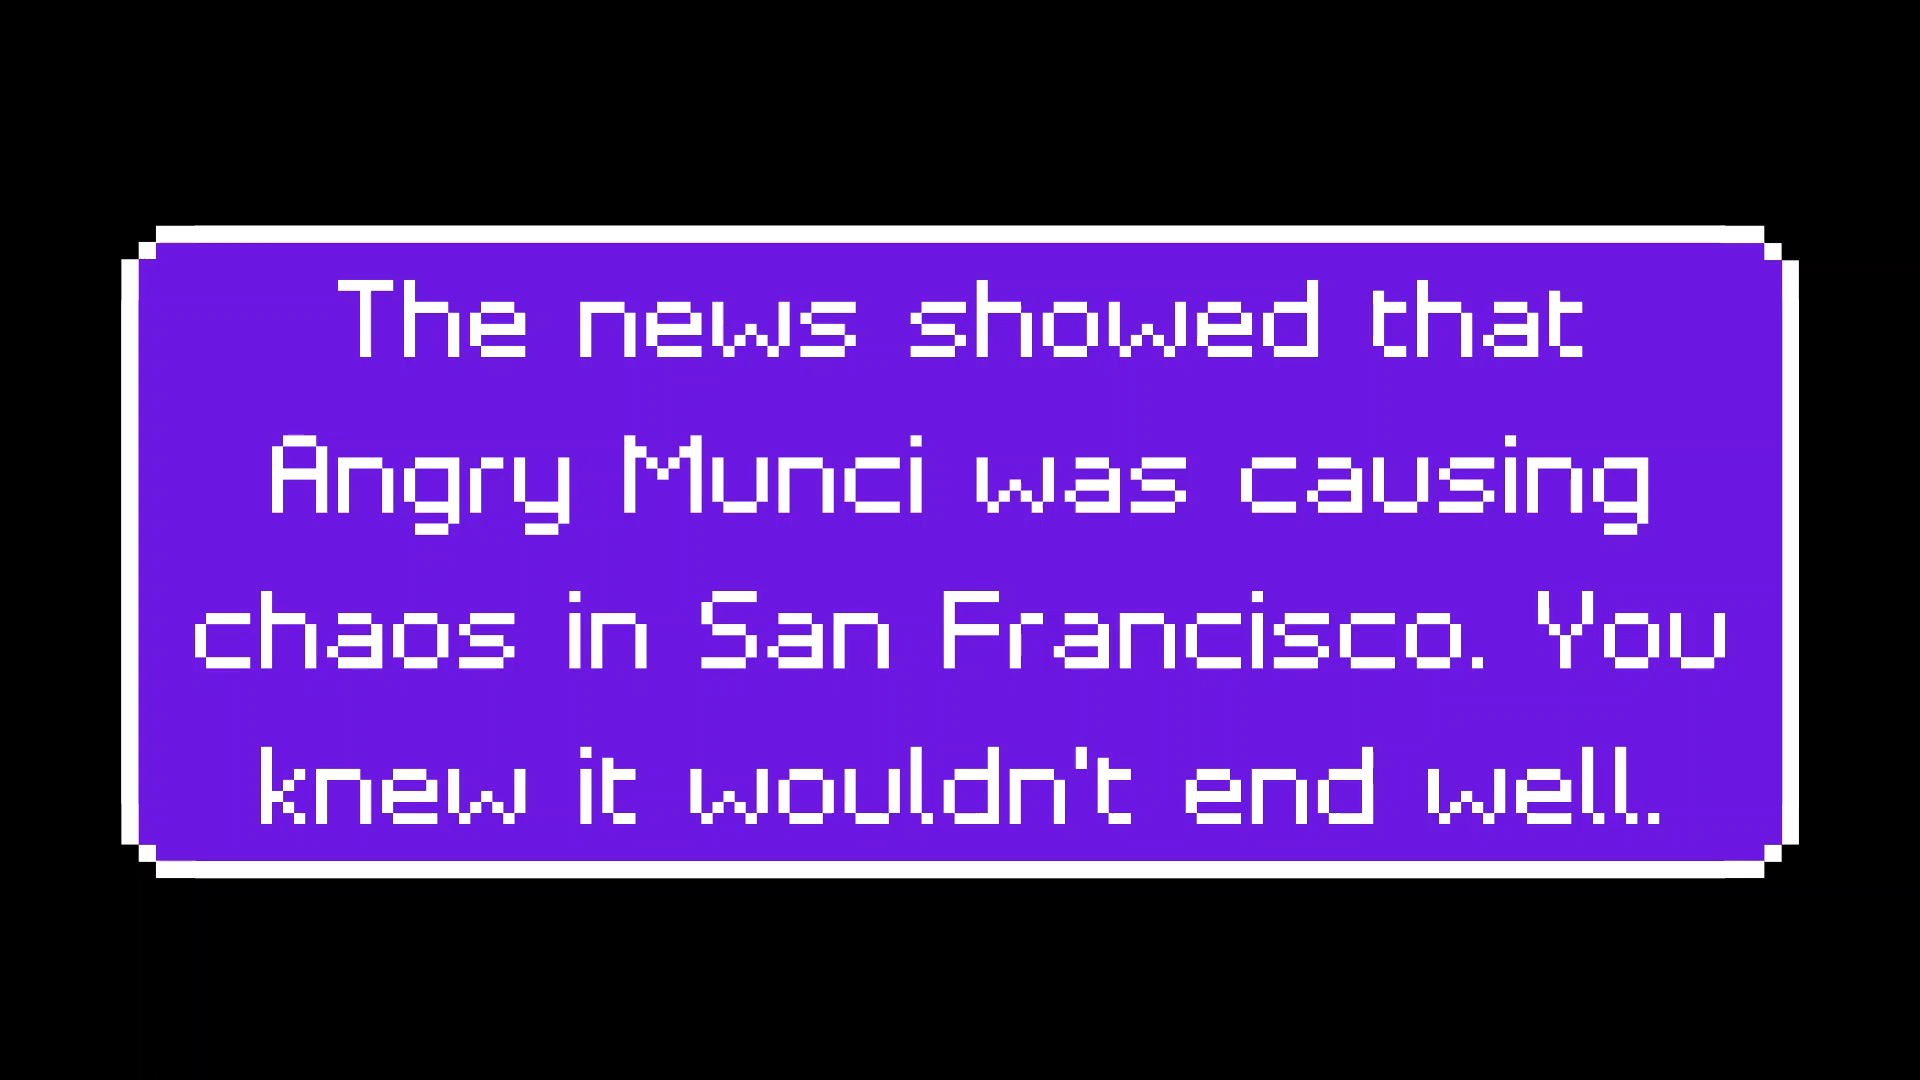 The news showed that
Angry Munci was causing
chaos in San Francisco. You
knew it wouldn't end well.